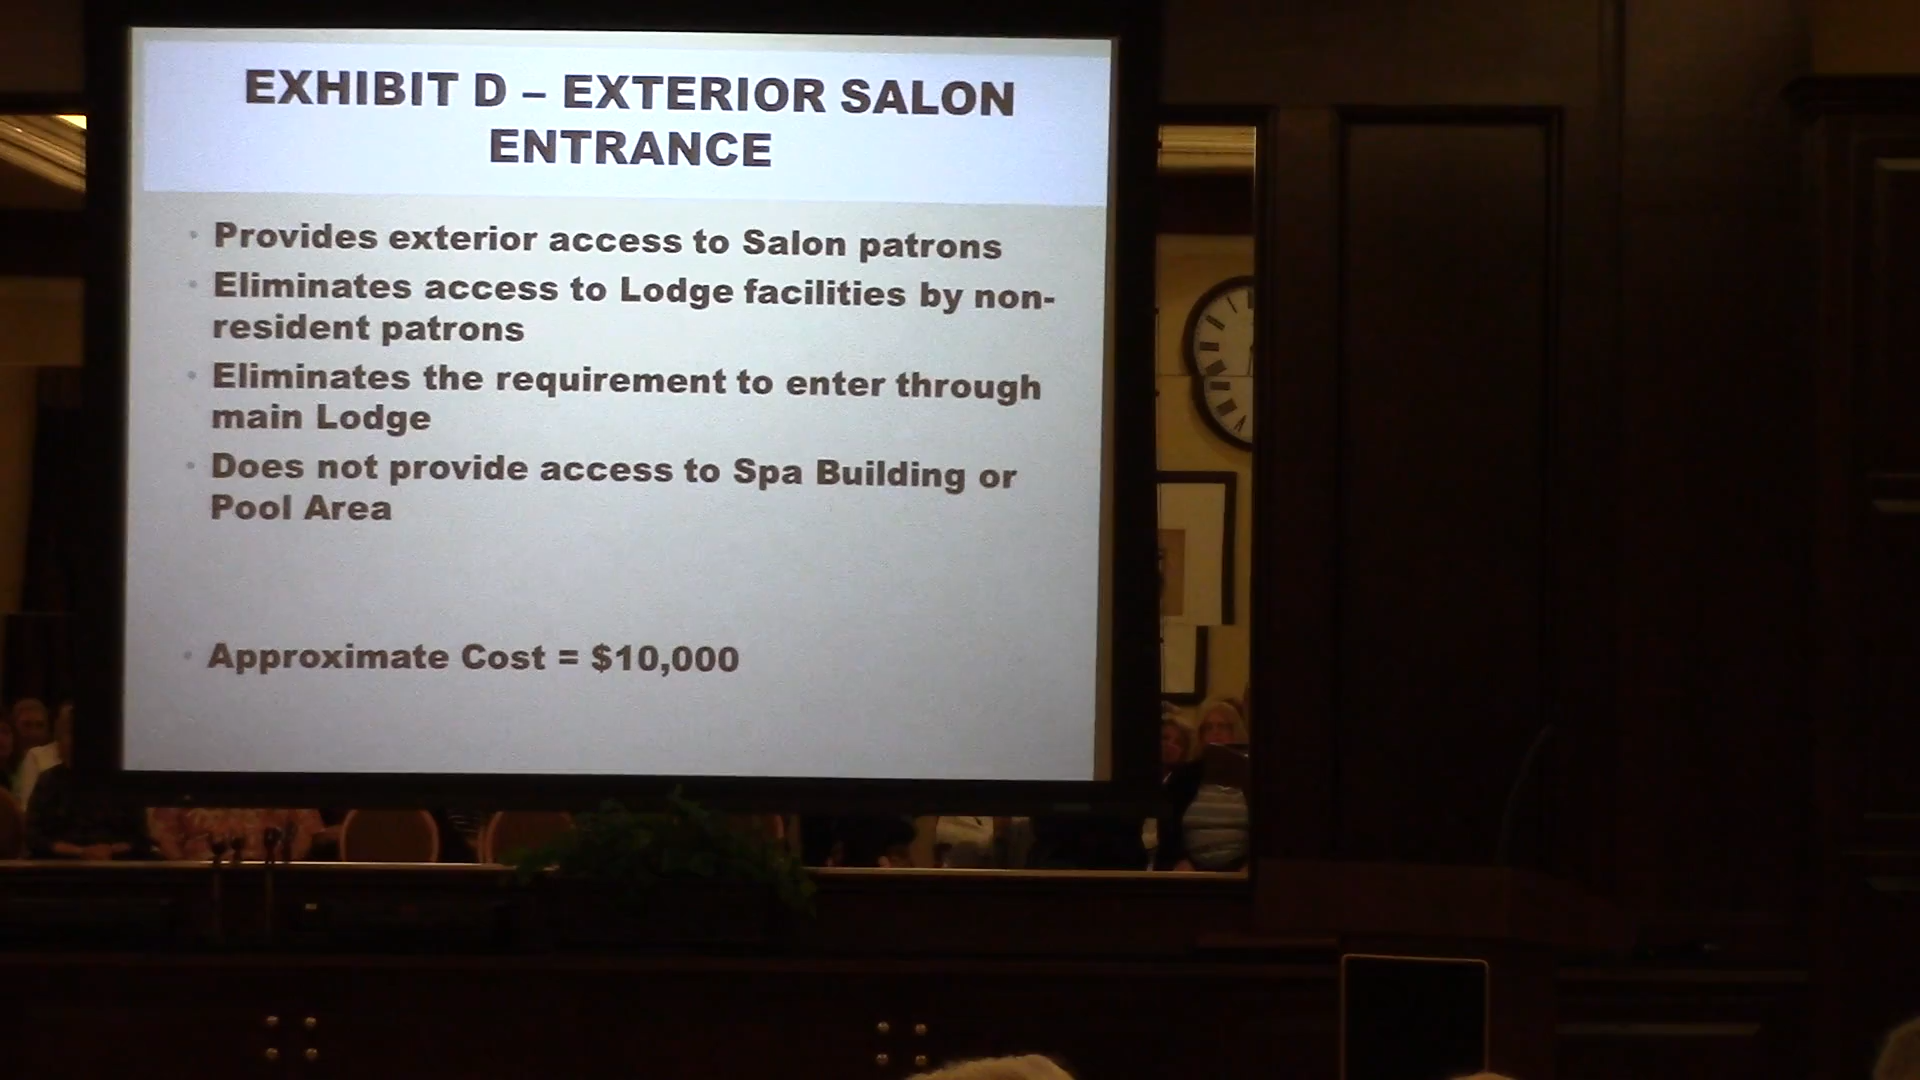 EXHIBIT D – EXTERIOR SALON
ENTRANCE
• Provides exterior access to Salon patrons
• Eliminates access to Lodge facilities by non-
resident patrons
• Eliminates the requirement to enter through
main Lodge
• Does not provide access to Spa Building or
Pool Area
• Approximate Cost = $10,000